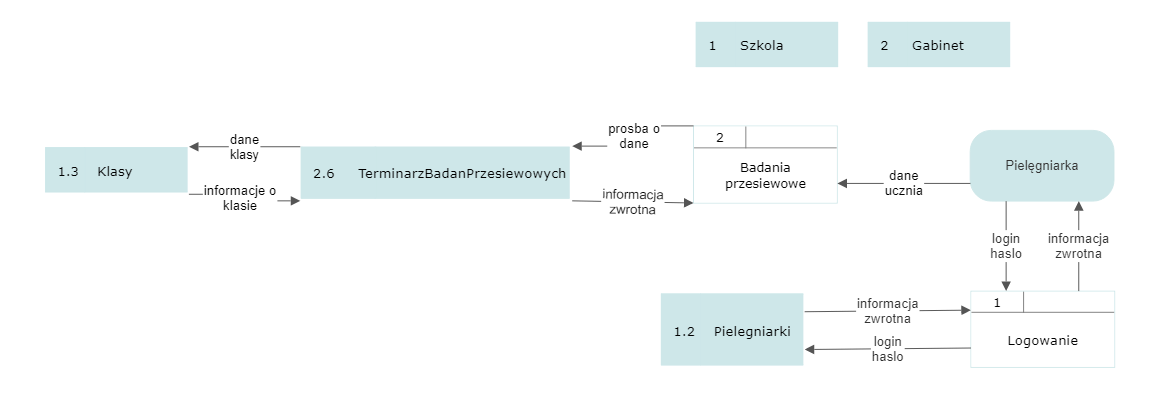 1 Szkola
2 Gabinet
prosba o
dane
2
dane
klasy
1.3 Klasy
2.6 TerminarzBadanPrzesiewowych
Badania
przesiewowe
Pielęgniarka
dane
ucznia
informacje o
klasie
informacja
zwrotna
login
haslo
informacja
zwrotna
1.2 Pielegniarki
informacja
zwrotna
1
Logowanie
login
haslo